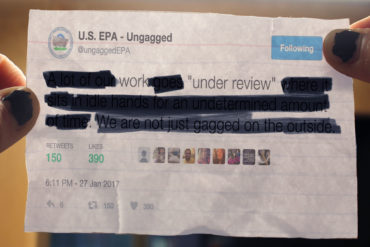 U.S. EPA - Ungagged
@ungaggedEPA
Following
A lot of our work goes "under review" where it
sits in idle hands for an undetermined amount
of time. We are not just gagged on the outside.
RETWEETS LIKES
150 390
6:11 PM - 27 Jan 2017
6 150 390